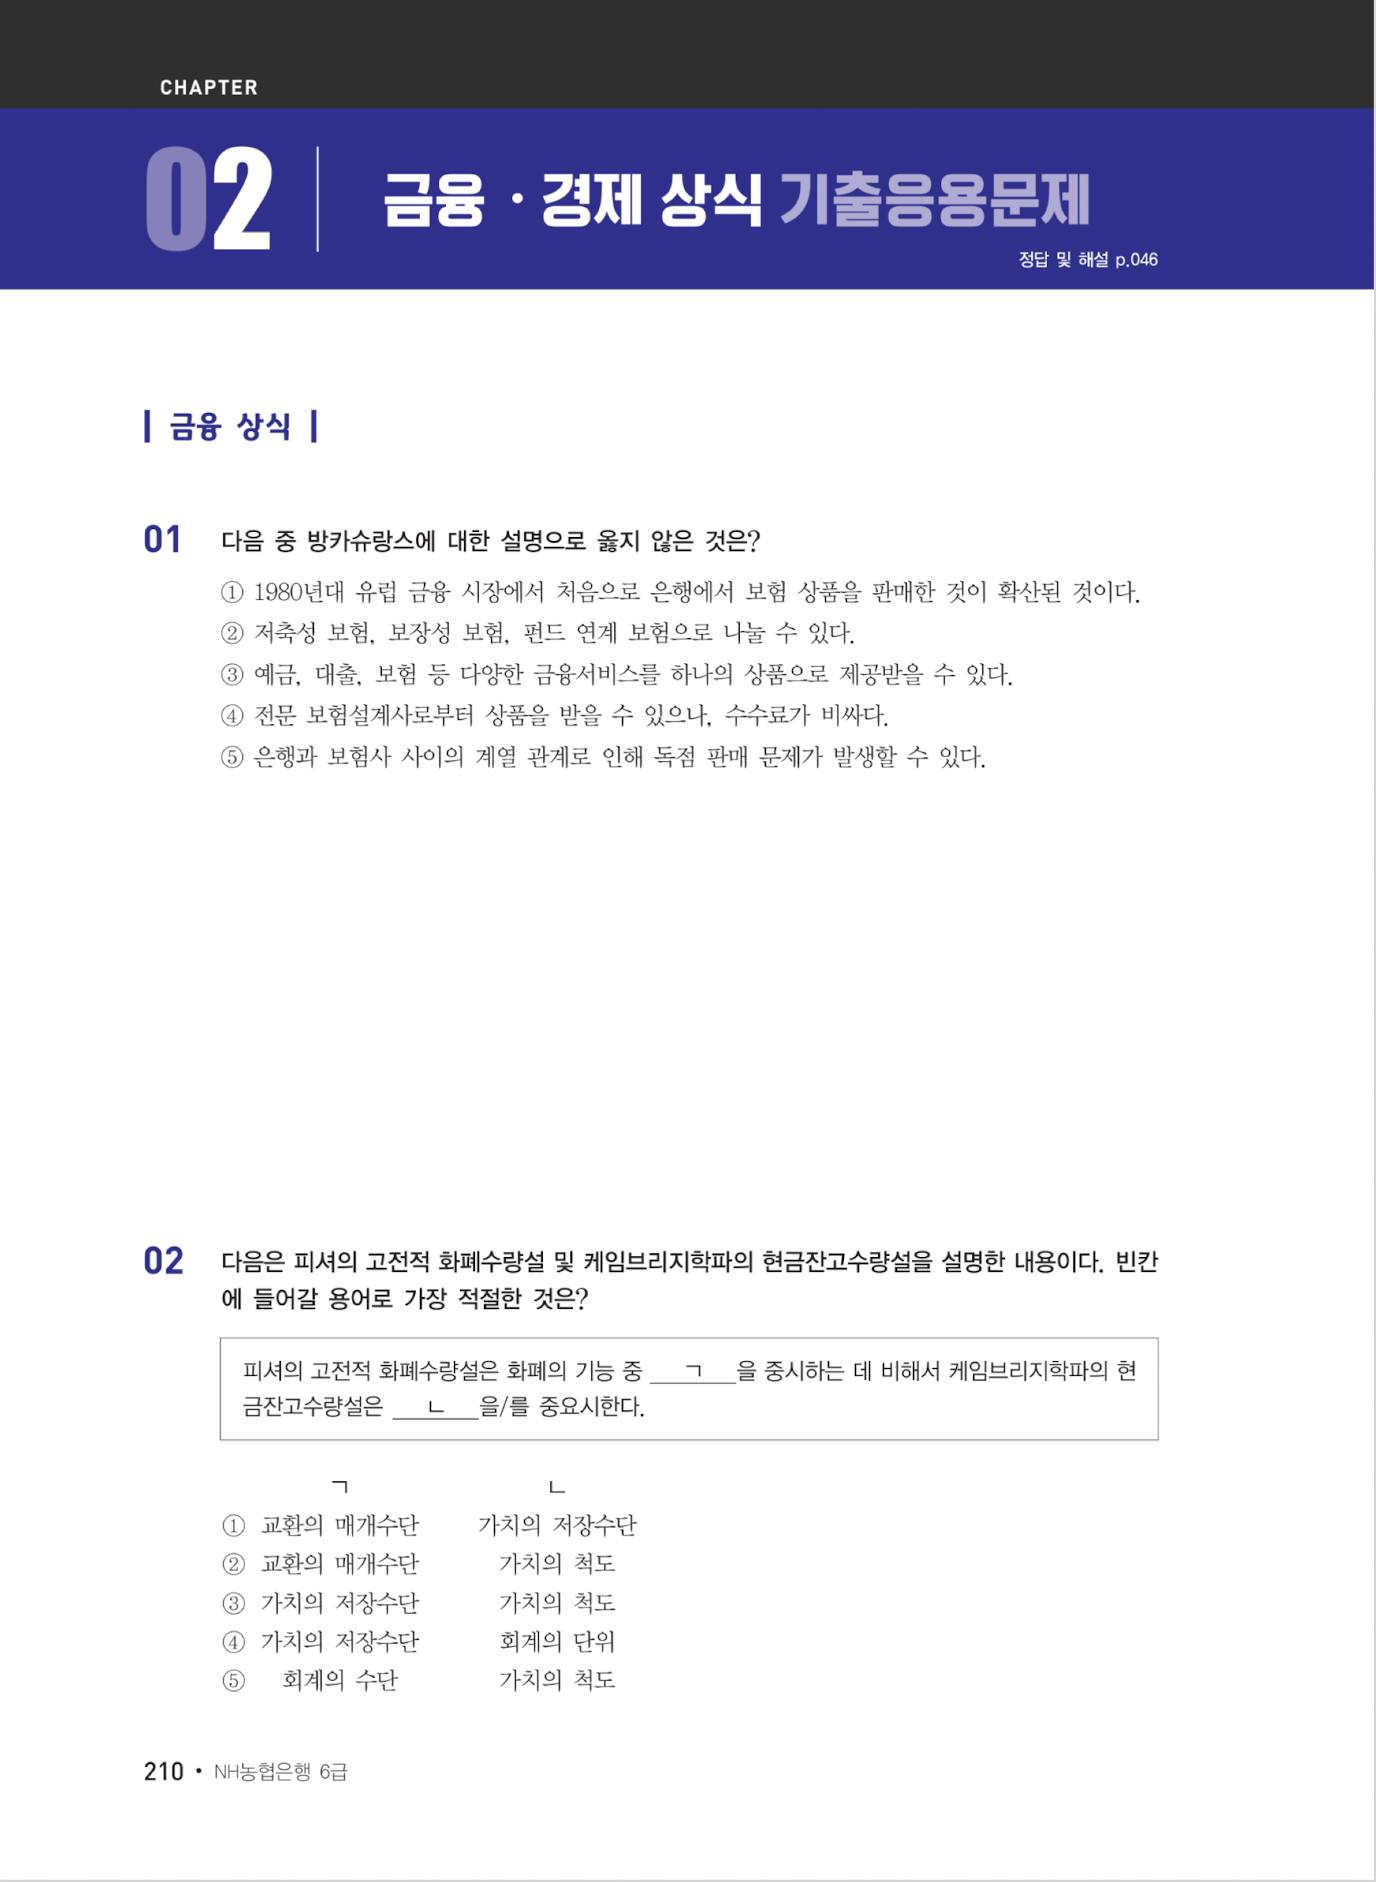 CHAPTER
02 금융·경제 상식 기출응용문제
정답 및 해설 p.046
| 금융 상식 |
01 다음 중 방카슈랑스에 대한 설명으로 옳지 않은 것은?
① 1980년대 유럽 금융 시장에서 처음으로 은행에서 보험 상품을 판매한 것이 확산된 것이다.
② 저축성 보험, 보장성 보험, 펀드 연계 보험으로 나눌 수 있다.
③ 예금, 대출, 보험 등 다양한 금융서비스를 하나의 상품으로 제공받을 수 있다.
④ 전문 보험설계사로부터 상품을 받을 수 있으나, 수수료가 비싸다.
⑤ 은행과 보험사 사이의 계열 관계로 인해 독점 판매 문제가 발생할 수 있다.
02 다음은 피셔의 고전적 화폐수량설 및 케임브리지학파의 현금잔고수량설을 설명한 내용이다. 빈칸
에 들어갈 용어로 가장 적절한 것은?
피셔의 고전적 화폐수량설은 화폐의 기능 중 ㄱ 을 중시하는 데 비해서 케임브리지학파의 현
금잔고수량설은 ㄴ 을/를 중요시한다.
ㄱ ㄴ
① 교환의 매개수단 가치의 저장수단
② 교환의 매개수단 가치의 척도
③ 가치의 저장수단 가치의 척도
④ 가치의 저장수단 회계의 단위
⑤ 회계의 수단 가치의 척도
210 • NH농협은행 6급